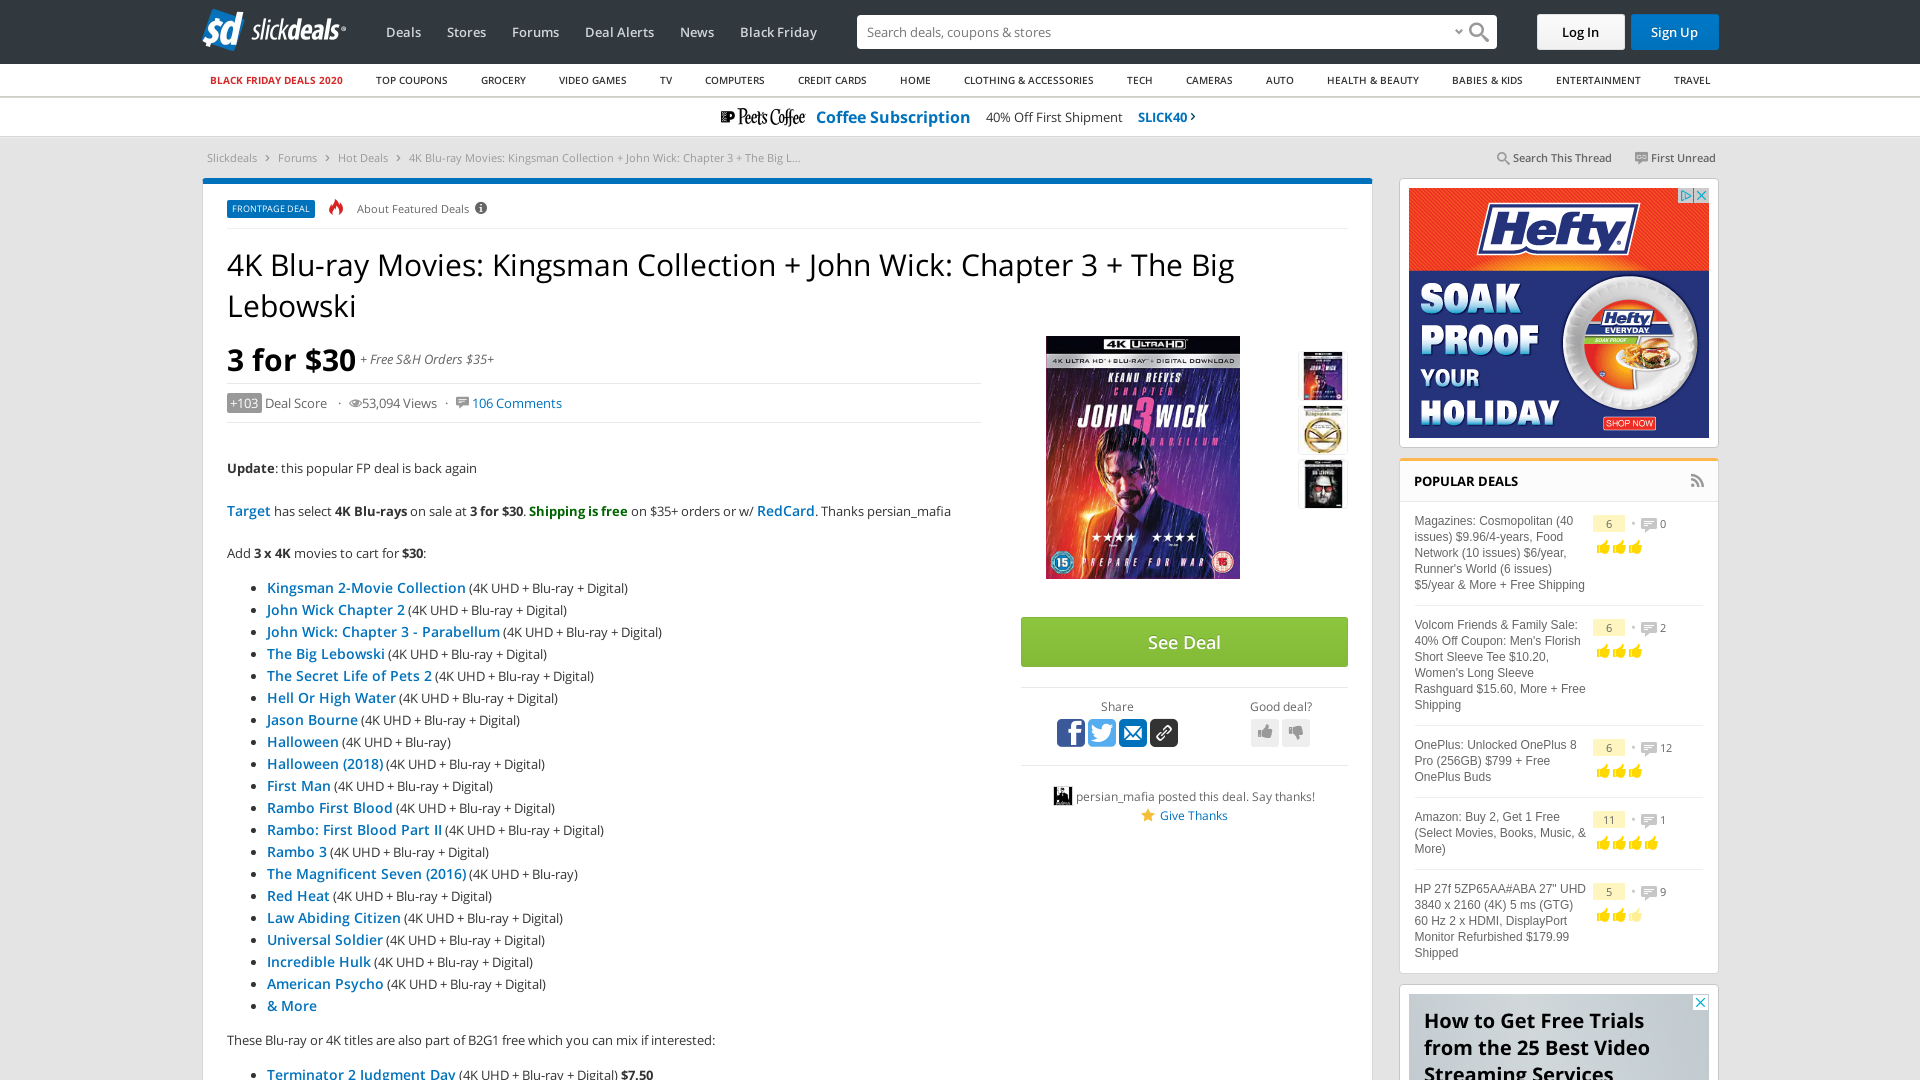 sd slickdeals
Deals Stores Forums Deal Alerts News Black Friday
Search deals, coupons & stores
Log In Sign Up
BLACK FRIDAY DEALS 2020 TOP COUPONS GROCERY VIDEO GAMES TV COMPUTERS CREDIT CARDS HOME CLOTHING & ACCESSORIES TECH CAMERAS AUTO HEALTH & BEAUTY BABIES & KIDS ENTERTAINMENT TRAVEL
Peet's Coffee Coffee Subscription 40% Off First Shipment SLICK40
Slickdeals Forums Hot Deals 4K Blu-ray Movies: Kingsman Collection + John Wick: Chapter 3 + The Big L...
Search This Thread First Unread
FRONTPAGE DEAL About Featured Deals
4K Blu-ray Movies: Kingsman Collection + John Wick: Chapter 3 + The Big
Lebowski
3 for $30 + Free S&H Orders $35+
+103 Deal Score · 53,094 Views · 106 Comments
Update: this popular FP deal is back again
Target has select 4K Blu-rays on sale at 3 for $30. Shipping is free on $35+ orders or w/ RedCard. Thanks persian_mafia
Add 3 x 4K movies to cart for $30:
Kingsman 2-Movie Collection (4K UHD + Blu-ray + Digital)
John Wick Chapter 2 (4K UHD + Blu-ray + Digital)
John Wick: Chapter 3 - Parabellum (4K UHD + Blu-ray + Digital)
The Big Lebowski (4K UHD + Blu-ray + Digital)
The Secret Life of Pets 2 (4K UHD + Blu-ray + Digital)
Hell Or High Water (4K UHD + Blu-ray + Digital)
Jason Bourne (4K UHD + Blu-ray + Digital)
Halloween (4K UHD + Blu-ray)
Halloween (2018) (4K UHD + Blu-ray + Digital)
First Man (4K UHD + Blu-ray + Digital)
Rambo First Blood (4K UHD + Blu-ray + Digital)
Rambo: First Blood Part II (4K UHD + Blu-ray + Digital)
Rambo 3 (4K UHD + Blu-ray + Digital)
The Magnificent Seven (2016) (4K UHD + Blu-ray)
Red Heat (4K UHD + Blu-ray + Digital)
Law Abiding Citizen (4K UHD + Blu-ray + Digital)
Universal Soldier (4K UHD + Blu-ray + Digital)
Incredible Hulk (4K UHD + Blu-ray + Digital)
American Psycho (4K UHD + Blu-ray + Digital)
& More
These Blu-ray or 4K titles are also part of B2G1 free which you can mix if interested:
Terminator 2 Judgment Day (4K UHD + Blu-ray + Digital) $7.50
4K ULTRA HD
4K ULTRA HD + BLU-RAY + DIGITAL DOWNLOAD
KEANU REEVES
CHAPTER
JOHN 3 WICK
PARABELLUM
PREPARE FOR WAR
15
15
See Deal
Share Good deal?
persian_mafia posted this deal. Say thanks!
Give Thanks
Hefty
SOAK
PROOF
YOUR
HOLIDAY
Hefty
EVERYDAY
SOAK PROOF
SHOP NOW
POPULAR DEALS
Magazines: Cosmopolitan (40
issues) $9.96/4-years, Food
Network (10 issues) $6/year,
Runner's World (6 issues)
$5/year & More + Free Shipping
6 • 0
Volcom Friends & Family Sale:
40% Off Coupon: Men's Florish
Short Sleeve Tee $10.20,
Women's Long Sleeve
Rashguard $15.60, More + Free
Shipping
6 • 2
OnePlus: Unlocked OnePlus 8
Pro (256GB) $799 + Free
OnePlus Buds
6 • 12
Amazon: Buy 2, Get 1 Free
(Select Movies, Books, Music, &
More)
11 • 1
HP 27f 5ZP65AA#ABA 27" UHD
3840 x 2160 (4K) 5 ms (GTG)
60 Hz 2 x HDMI, DisplayPort
Monitor Refurbished $179.99
Shipped
5 • 9
How to Get Free Trials
from the 25 Best Video
Streaming Services